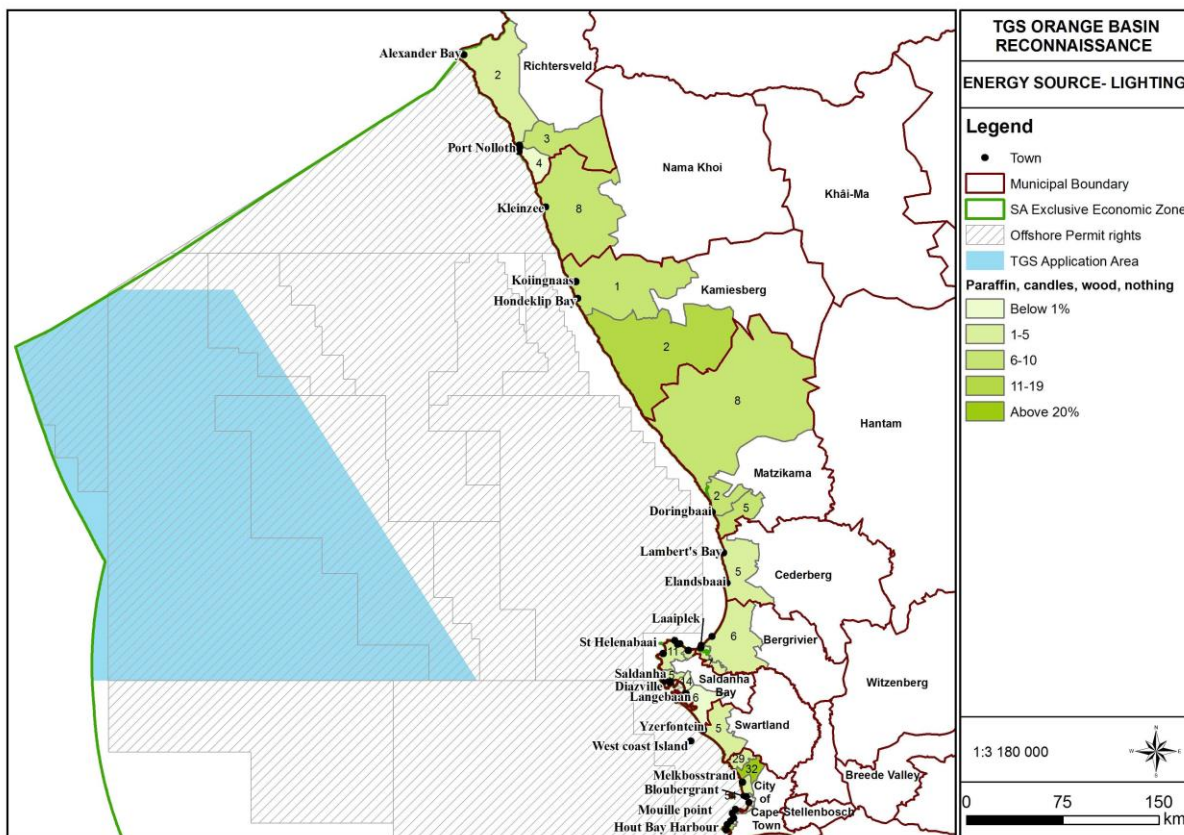 TGS ORANGE BASIN
RECONNAISSANCE
ENERGY SOURCE- LIGHTING
Legend
Town
Municipal Boundary
SA Exclusive Economic Zone
Offshore Permit rights
TGS Application Area
Paraffin, candles, wood, nothing
Below 1%
1-5
6-10
11-19
Above 20%
1:3 180 000
N
W
E
S
0 75 150
km
Alexander Bay
Richtersveld
2
3
Port Nolloth
4
Nama Khoi
Khâi-Ma
Kleinzee
8
Koiingnaas
1
Kamiesberg
Hondeklip Bay
2
8
Hantam
Matzikama
2
Doringbaai
5
Lambert's Bay
5
Cederberg
Elandsbaai
Laaiplek
6
Bergrivier
St Helenabaai
11
Witzenberg
Saldanha
5
14
Saldanha
Bay
Diazville
Langebaan
6
Swartland
Yzerfontein
5
West coast Island
29
32
Melkbosstrand
Breede Valley
Bloubergrant
City
of
Cape
Town
Stellenbosch
Mouille point
Hout Bay Harbour